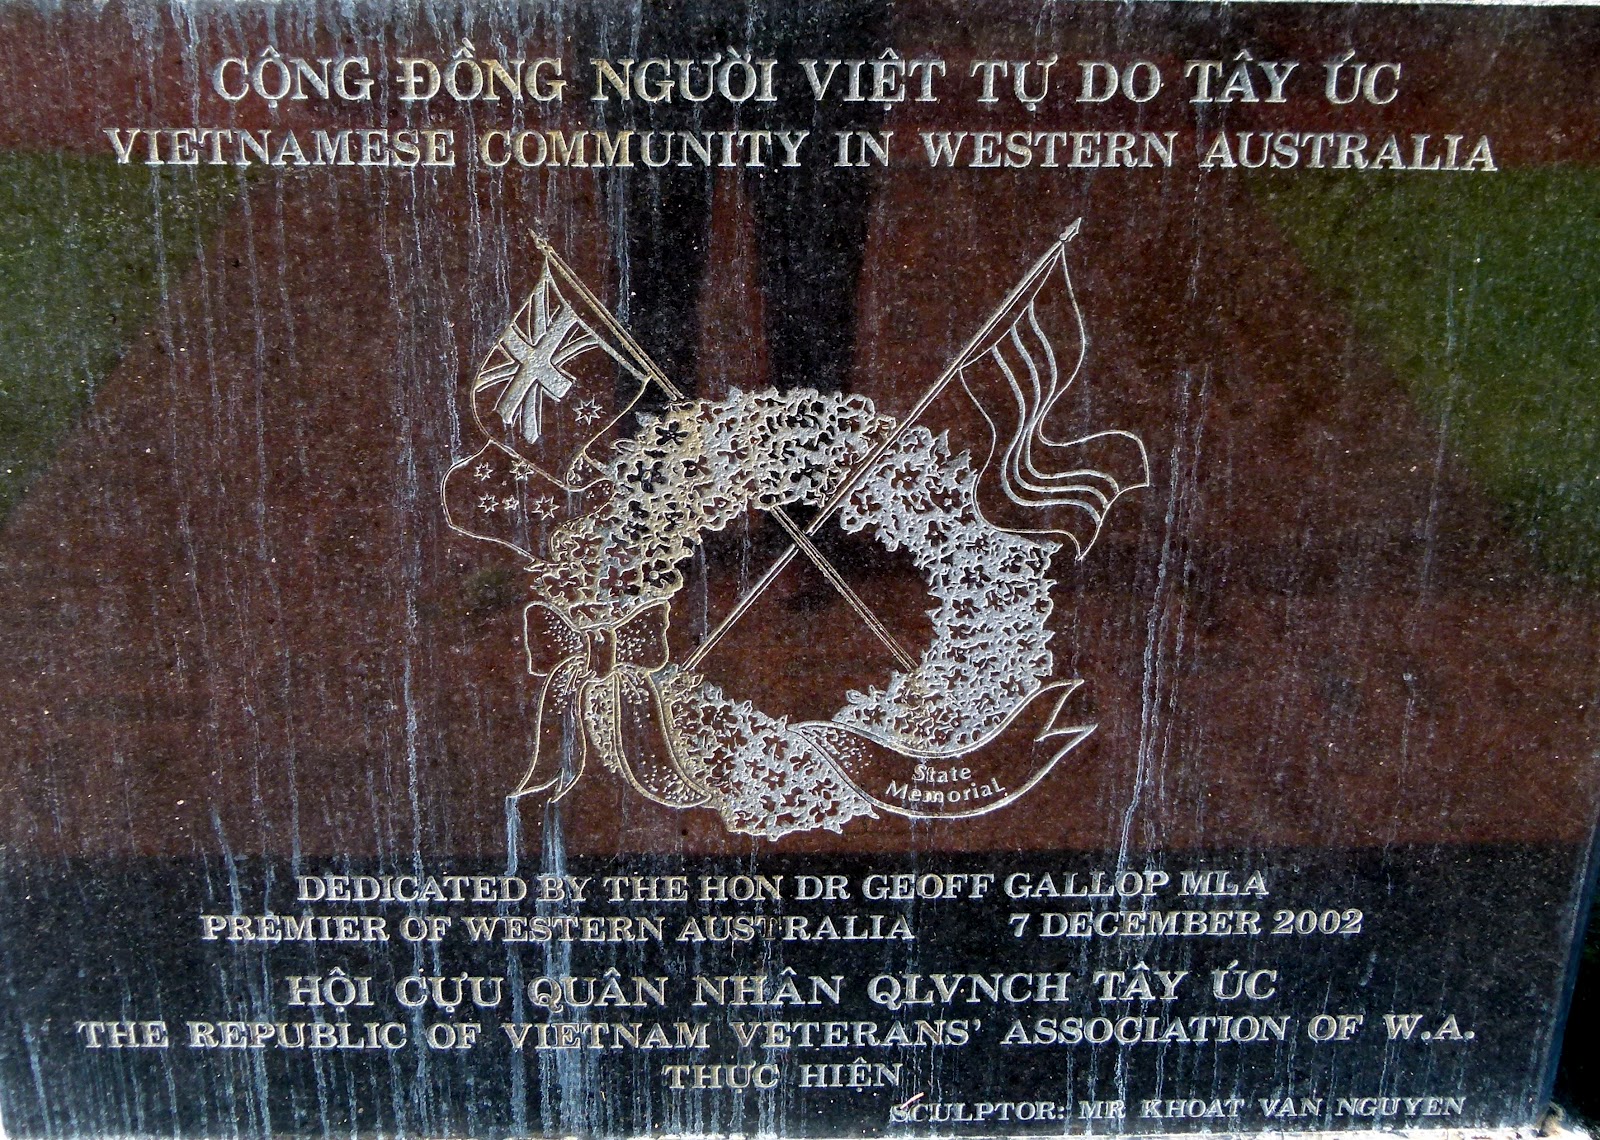 CỘNG ĐỒNG NGƯỜI VIỆT TỰ DO TÂY ÚC
VIETNAMESE COMMUNITY IN WESTERN AUSTRALIA
State
Memorial
DEDICATED BY THE HON DR GEOFF GALLOP MLA
PREMIER OF WESTERN AUSTRALIA 7 DECEMBER 2002
HỘI CỰU QUÂN NHÂN QLVNCH TÂY ÚC
THE REPUBLIC OF VIETNAM VETERANS' ASSOCIATION OF W.A.
THỰC HIỆN
SCULPTOR: MR KHOAT VAN NGUYEN